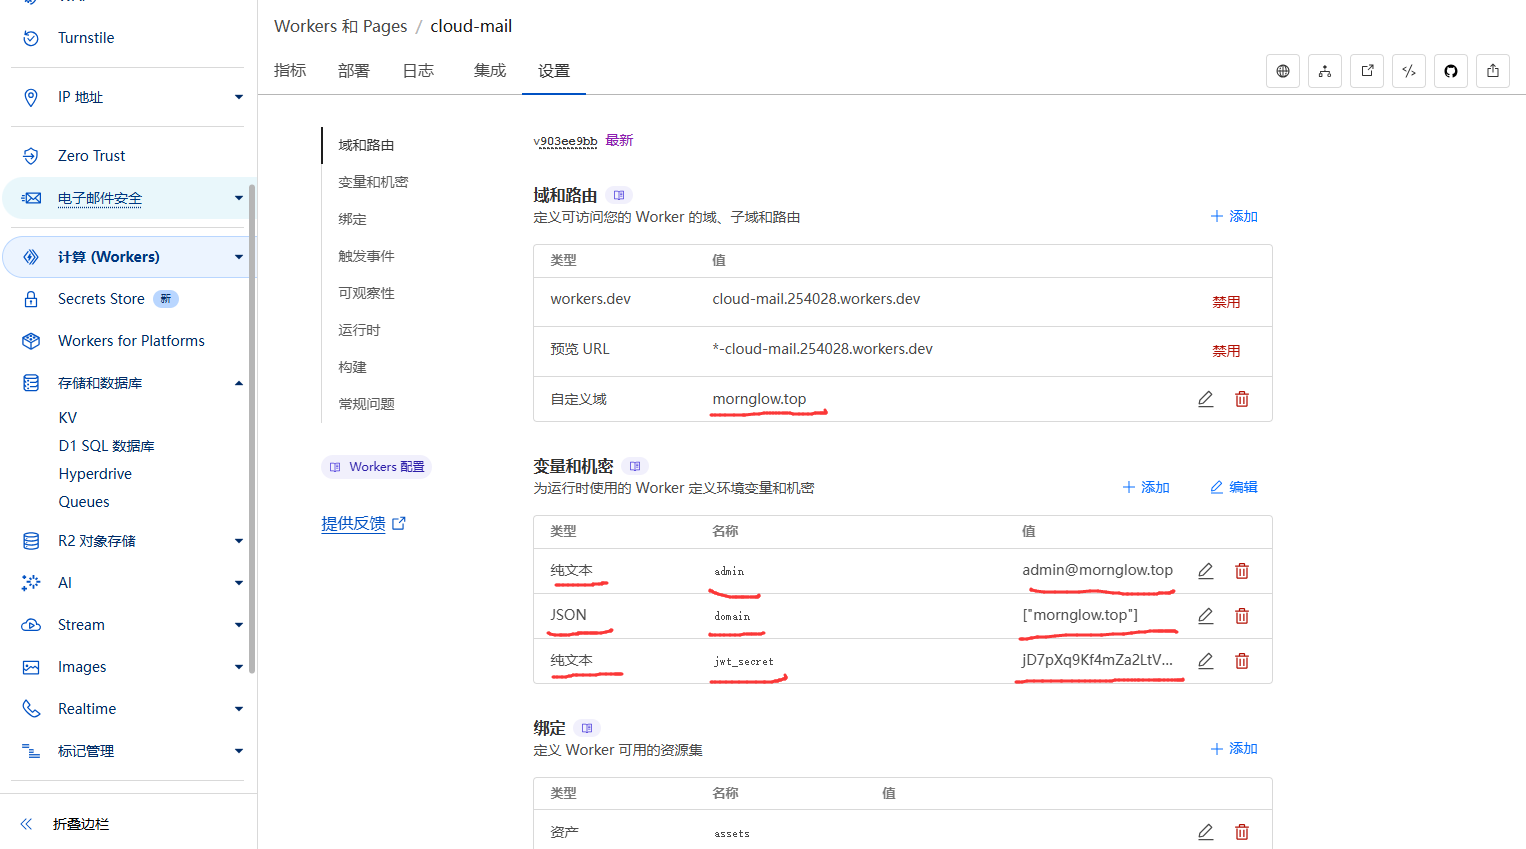 Workers 和 Pages / cloud-mail
指标 部署 日志 集成 设置
Turnstile
IP 地址
Zero Trust
电子邮件安全
计算 (Workers)
Secrets Store 新
Workers for Platforms
存储和数据库
KV
D1 SQL 数据库
Hyperdrive
Queues
R2 对象存储
AI
Stream
Images
Realtime
标记管理
折叠边栏
域和路由
变量和机密
绑定
触发事件
可观察性
运行时
构建
常规问题
Workers 配置
提供反馈
v903ee9bb 最新
域和路由
定义可访问您的 Worker 的域、子域和路由
添加
类型 值
workers.dev cloud-mail.254028.workers.dev 禁用
预览 URL *-cloud-mail.254028.workers.dev 禁用
自定义域 mornglow.top
变量和机密
为运行时使用的 Worker 定义环境变量和机密
添加 编辑
类型 名称 值
纯文本 admin admin@mornglow.top
JSON domain ["mornglow.top"]
纯文本 jwt_secret jD7pXq9Kf4mZa2LtV...
绑定
定义 Worker 可用的资源集
添加
类型 名称 值
资产 assets